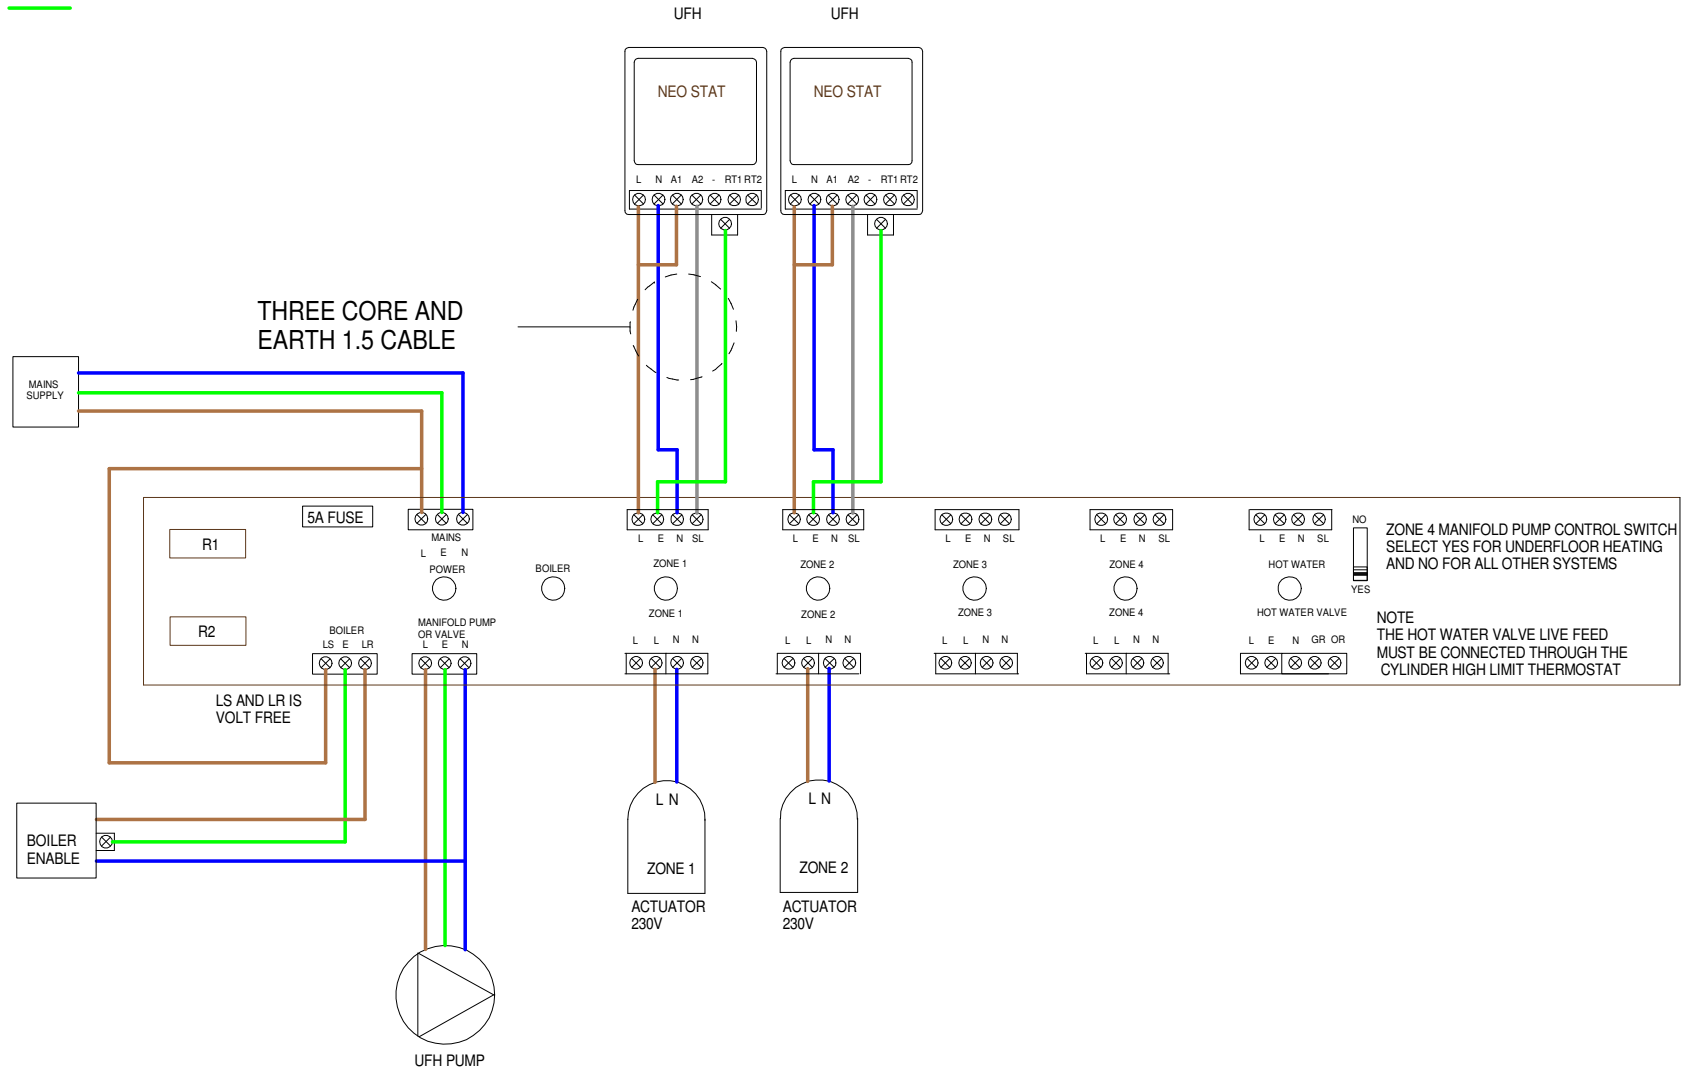 UFH UFH
NEO STAT NEO STAT
L N A1 A2 - RT1 RT2 L N A1 A2 - RT1 RT2
THREE CORE AND
EARTH 1.5 CABLE
MAINS
SUPPLY
5A FUSE
R1
MAINS
L E N
POWER
BOILER
L E N SL
ZONE 1
ZONE 1
L E N SL
ZONE 2
ZONE 2
L E N SL
ZONE 3
ZONE 3
L E N SL
ZONE 4
ZONE 4
L E N SL
HOT WATER
HOT WATER VALVE
NO
YES
ZONE 4 MANIFOLD PUMP CONTROL SWITCH
SELECT YES FOR UNDERFLOOR HEATING
AND NO FOR ALL OTHER SYSTEMS
NOTE
THE HOT WATER VALVE LIVE FEED
MUST BE CONNECTED THROUGH THE
CYLINDER HIGH LIMIT THERMOSTAT
R2
BOILER
LS E LR
MANIFOLD PUMP
OR VALVE
L E N
L L N N
L L N N
L L N N
L L N N
L E N GR OR
LS AND LR IS
VOLT FREE
BOILER
ENABLE
L N
ZONE 1
ACTUATOR
230V
L N
ZONE 2
ACTUATOR
230V
UFH PUMP